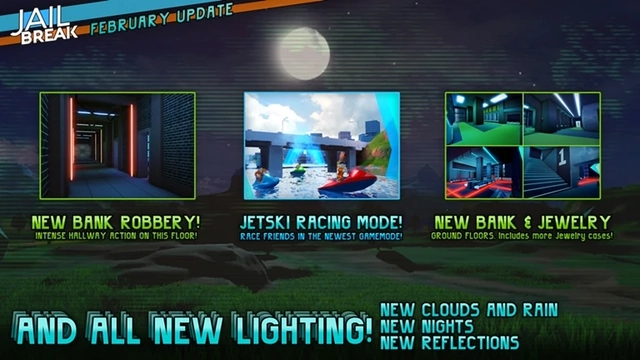 JAIL
BREAK
FEBRUARY UPDATE
NEW BANK ROBBERY!
INTENSE HALLWAY ACTION ON THIS FLOOR!
JETSKI RACING MODE!
RACE FRIENDS IN THE NEWEST GAMEMODE!
NEW BANK & JEWELRY
GROUND FLOORS. Includes more Jewelry cases!
1
AND ALL NEW LIGHTING!
NEW CLOUDS AND RAIN
NEW NIGHTS
NEW REFLECTIONS